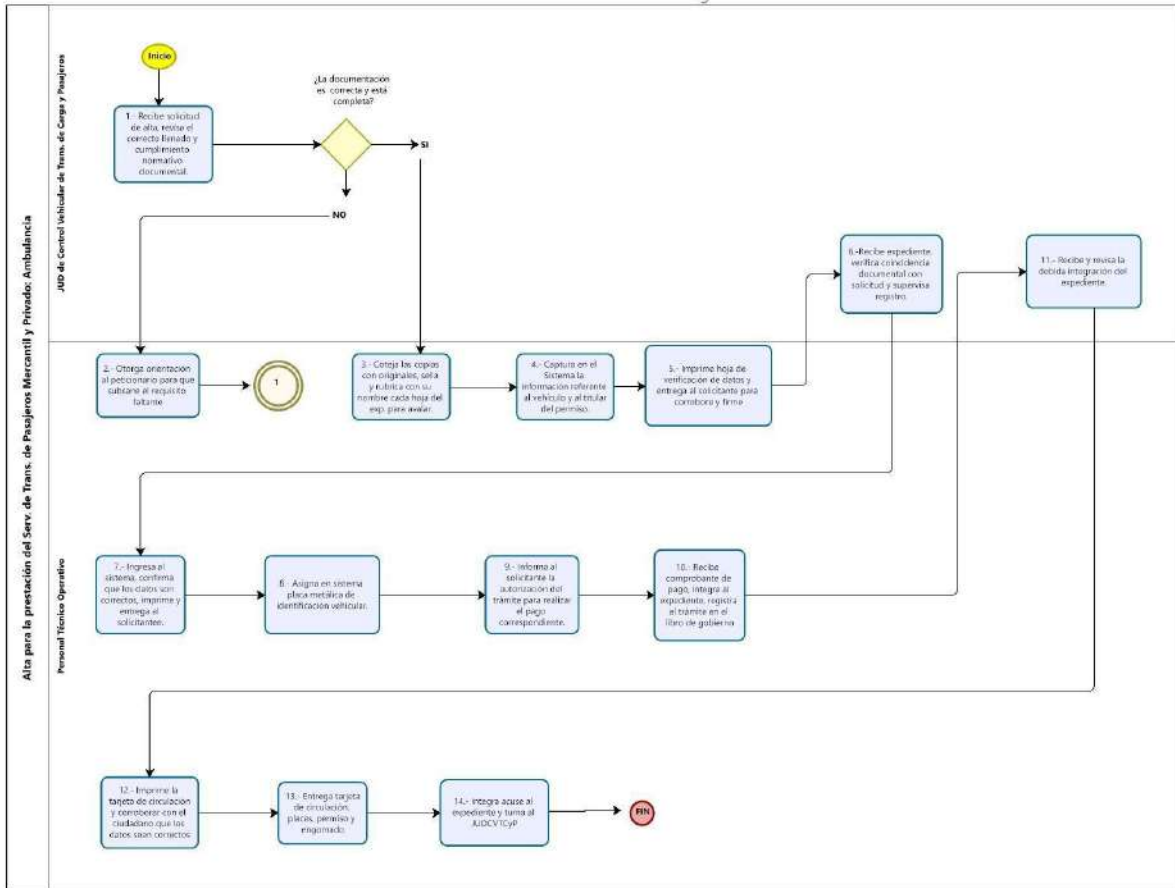 Alta para la prestación del Serv. de Trans. de Pasajeros Mercantil y Privado: Ambulancia
JUD de Control Vehicular de Trans. de Carga y Pasajeros
Inicio
1.- Recibe solicitud
de alta, revisa el
correcto llenado y
cumplimiento
normativo
documental.
¿La documentación
es correcta y está
completa?
SI
NO
6.-Recibe expediente,
verifica coincidencia
documental con
solicitud y supervisa
registro.
11.- Recibe y revisa la
debida integración del
expediente.
Personal Técnico Operativo
2.- Otorga orientación
al peticionario para que
subsane el requisito
faltante
1
3.- Coteja las copias
con originales, sella
y rubrica con su
nombre cada hoja del
exp. para avalar.
4.- Captura en el
Sistema la
información referente
al vehículo y al titular
del permiso.
5.- Imprime hoja de
verificación de datos y
entrega al solicitante para
corrobora y firme
7.- Ingresa al
sistema, confirma
que los datos son
correctos, imprime y
entrega al
solicitantee.
8.- Asigna en sistema
placa metálica de
identificación vehicular.
9.- Informa al
solicitante la
autorización del
trámite para realizar
el pago
correspondiente.
10.- Recibe
comprobante de
pago, integra al
expediente, registra
el trámite en el
libro de gobierno
12.- Imprime la
tarjeta de circulación
y corroborar con el
ciudadano que los
datos sean correctos
13.- Entrega tarjeta
de circulación,
placas, permiso y
engomado.
14.- Integra acuse al
expediente y turna al
JUDCVTCyP
FIN